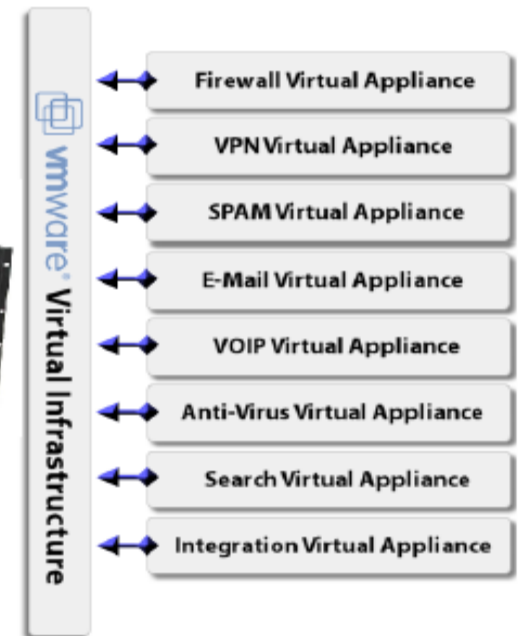 vmware® Virtual Infrastructure
Firewall Virtual Appliance
VPN Virtual Appliance
SPAM Virtual Appliance
E-Mail Virtual Appliance
VOIP Virtual Appliance
Anti-Virus Virtual Appliance
Search Virtual Appliance
Integration Virtual Appliance